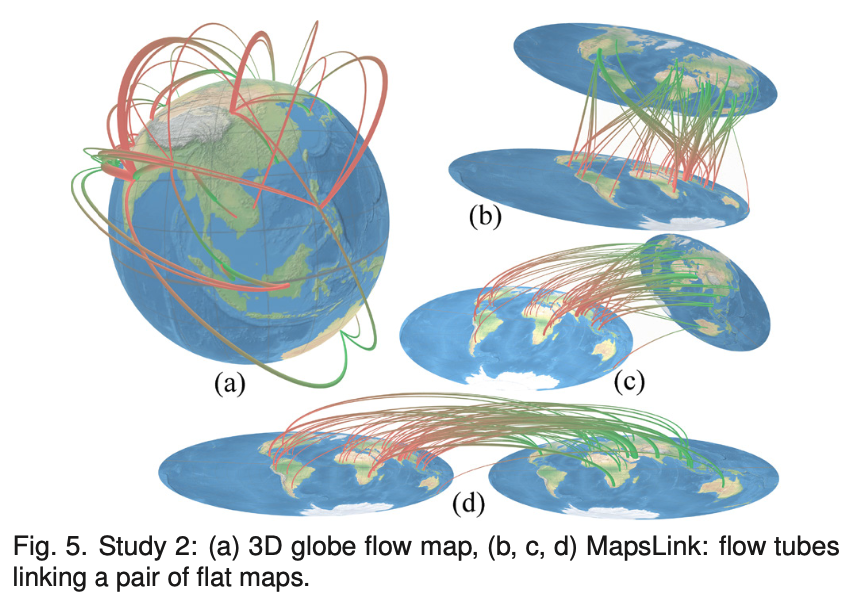 (a)
(b)
(c)
(d)
Fig. 5. Study 2: (a) 3D globe flow map, (b, c, d) MapsLink: flow tubes
linking a pair of flat maps.